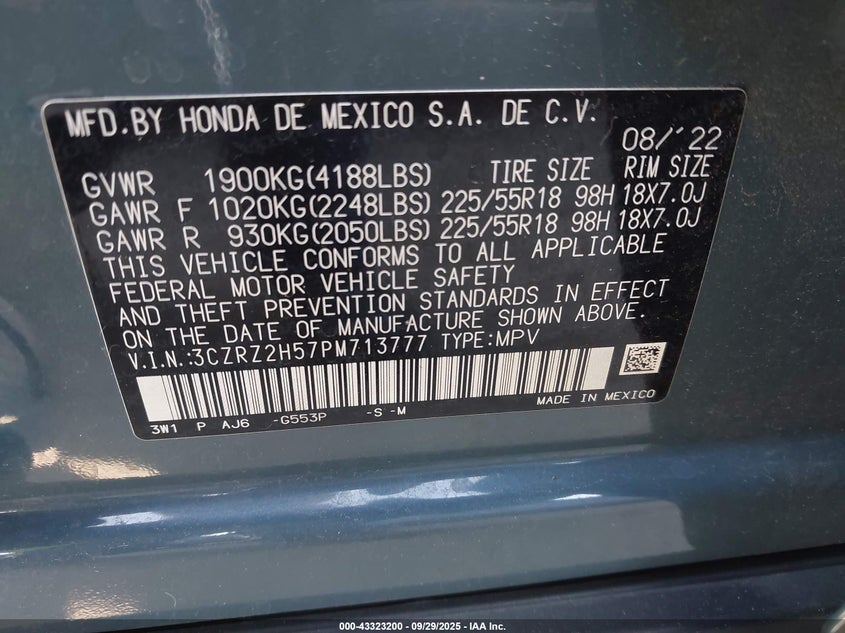 MFD.BY HONDA DE MEXICO S.A. DE C.V.
08/'22
GVWR 1900KG(4188LBS) TIRE SIZE RIM SIZE
GAWR F 1020KG(2248LBS) 225/55R18 98H 18X7.0J
GAWR R 930KG(2050LBS) 225/55R18 98H 18X7.0J
THIS VEHICLE CONFORMS TO ALL APPLICABLE
FEDERAL MOTOR VEHICLE SAFETY
AND THEFT PREVENTION STANDARDS IN EFFECT
ON THE DATE OF MANUFACTURE SHOWN ABOVE.
V.I.N.:3CZRZ2H57PM713777 TYPE:MPV
3W1 P AJ6 -G553P -S -M MADE IN MEXICO
000-43323200 - 09/29/2025 - IAA Inc.